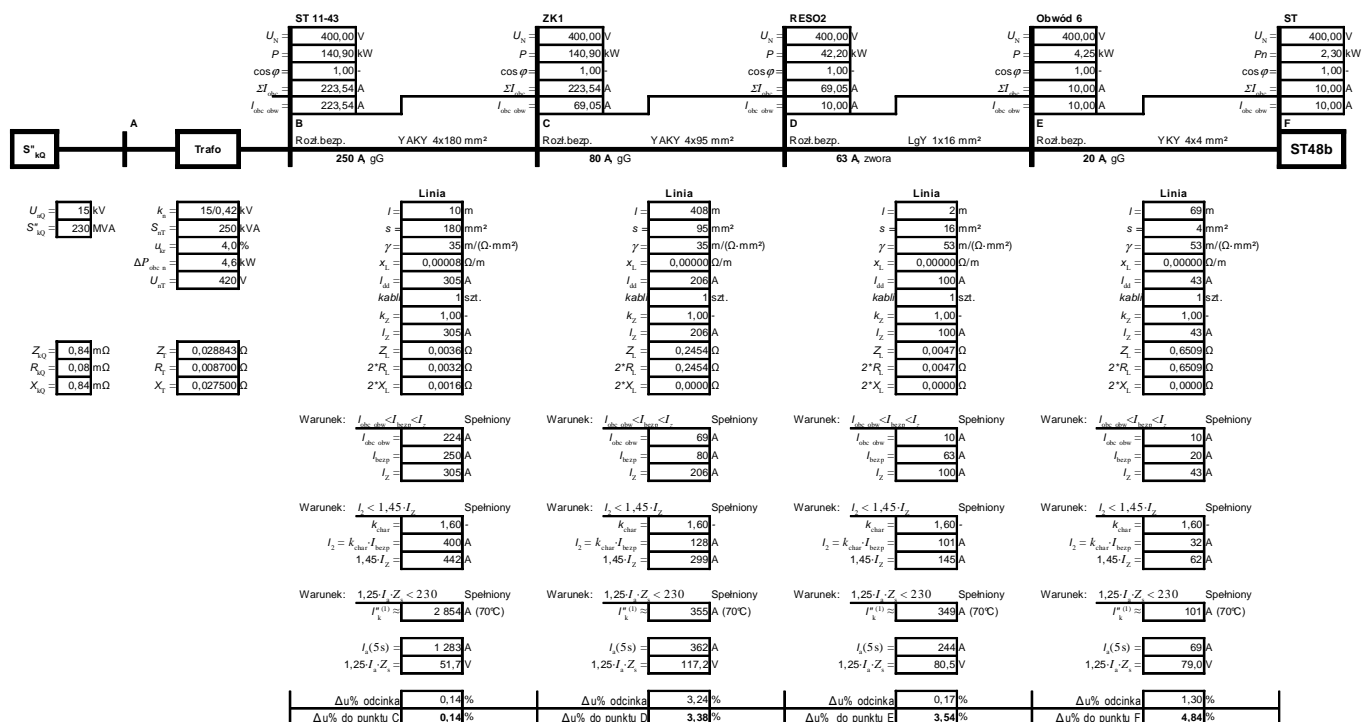 ST 11-43 ZK1 RESO2 Obwód 6 ST
U_N = 400,00 V U_N = 400,00 V U_N = 400,00 V U_N = 400,00 V U_N = 400,00 V
P = 140,90 kW P = 140,90 kW P = 42,20 kW P = 4,25 kW Pn = 2,30 kW
cosφ = 1,00 - cosφ = 1,00 - cosφ = 1,00 - cosφ = 1,00 - cosφ = 1,00 -
ΣI_obc = 223,54 A ΣI_obc = 223,54 A ΣI_obc = 69,05 A ΣI_obc = 10,00 A ΣI_obc = 10,00 A
I_obc obw = 223,54 A I_obc obw = 69,05 A I_obc obw = 10,00 A I_obc obw = 10,00 A I_obc obw = 10,00 A
A B C D E F
S"_kQ Trafo Rozł.bezp. YAKY 4x180 mm² Rozł.bezp. YAKY 4x95 mm² Rozł.bezp. LgY 1x16 mm² Rozł.bezp. YKY 4x4 mm² ST48b
250 A, gG 80 A, gG 63 A, zwora 20 A, gG
Linia Linia Linia Linia
U_nQ = 15 kV k_n = 15/0,42 kV l = 10 m l = 408 m l = 2 m l = 69 m
S"_kQ = 230 MVA S_nT = 250 kVA s = 180 mm² s = 95 mm² s = 16 mm² s = 4 mm²
u_kr = 4,0 % γ = 35 m/(Ω·mm²) γ = 35 m/(Ω·mm²) γ = 53 m/(Ω·mm²) γ = 53 m/(Ω·mm²)
ΔP_obc n = 4,6 kW x_L = 0,00008 Ω/m x_L = 0,00000 Ω/m x_L = 0,00000 Ω/m x_L = 0,00000 Ω/m
U_nT = 420 V I_dd = 305 A I_dd = 206 A I_dd = 100 A I_dd = 43 A
kabli 1 szt. kabli 1 szt. kabli 1 szt. kabli 1 szt.
k_Z = 1,00 - k_Z = 1,00 - k_Z = 1,00 - k_Z = 1,00 -
I_Z = 305 A I_Z = 206 A I_Z = 100 A I_Z = 43 A
Z_kQ = 0,84 mΩ Z_T = 0,028843 Ω Z_L = 0,0036 Ω Z_L = 0,2454 Ω Z_L = 0,0047 Ω Z_L = 0,6509 Ω
R_kQ = 0,08 mΩ R_T = 0,008700 Ω 2*R_L = 0,0032 Ω 2*R_L = 0,2454 Ω 2*R_L = 0,0047 Ω 2*R_L = 0,6509 Ω
X_kQ = 0,84 mΩ X_T = 0,027500 Ω 2*X_L = 0,0016 Ω 2*X_L = 0,0000 Ω 2*X_L = 0,0000 Ω 2*X_L = 0,0000 Ω
Warunek: I_obc obw<I_bezp<I_z Spełniony Warunek: I_obc obw<I_bezp<I_z Spełniony Warunek: I_obc obw<I_bezp<I_z Spełniony Warunek: I_obc obw<I_bezp<I_z Spełniony
I_obc obw = 224 A I_obc obw = 69 A I_obc obw = 10 A I_obc obw = 10 A
I_bezp = 250 A I_bezp = 80 A I_bezp = 63 A I_bezp = 20 A
I_Z = 305 A I_Z = 206 A I_Z = 100 A I_Z = 43 A
Warunek: I_2 < 1,45·I_Z Spełniony Warunek: I_2 < 1,45·I_Z Spełniony Warunek: I_2 < 1,45·I_Z Spełniony Warunek: I_2 < 1,45·I_Z Spełniony
k_char = 1,60 - k_char = 1,60 - k_char = 1,60 - k_char = 1,60 -
I_2 = k_char·I_bezp = 400 A I_2 = k_char·I_bezp = 128 A I_2 = k_char·I_bezp = 101 A I_2 = k_char·I_bezp = 32 A
1,45·I_Z = 442 A 1,45·I_Z = 299 A 1,45·I_Z = 145 A 1,45·I_Z = 62 A
Warunek: 1,25·I_a·Z_s < 230 Spełniony Warunek: 1,25·I_a·Z_s < 230 Spełniony Warunek: 1,25·I_a·Z_s < 230 Spełniony Warunek: 1,25·I_a·Z_s < 230 Spełniony
I"_k^(1) ≈ 2 854 A (70°C) I"_k^(1) ≈ 355 A (70°C) I"_k^(1) ≈ 349 A (70°C) I"_k^(1) ≈ 101 A (70°C)
I_a(5s) = 1 283 A I_a(5s) = 362 A I_a(5s) = 244 A I_a(5s) = 69 A
1,25·I_a·Z_s = 51,7 V 1,25·I_a·Z_s = 117,2 V 1,25·I_a·Z_s = 80,5 V 1,25·I_a·Z_s = 79,0 V
Δu% odcinka 0,14 % Δu% odcinka 3,24 % Δu% odcinka 0,17 % Δu% odcinka 1,30 %
Δu% do punktu C 0,14 % Δu% do punktu D 3,38 % Δu% do punktu E 3,54 % Δu% do punktu F 4,84 %